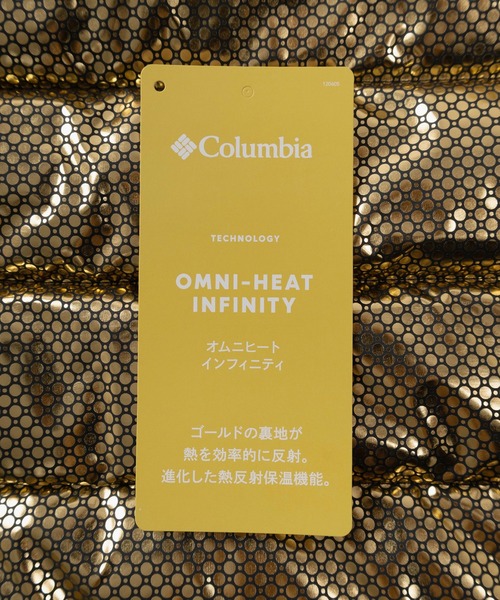 Columbia
TECHNOLOGY
OMNI-HEAT
INFINITY
オムニヒート
インフィニティ
ゴールドの裏地が
熱を効率的に反射。
進化した熱反射保温機能。